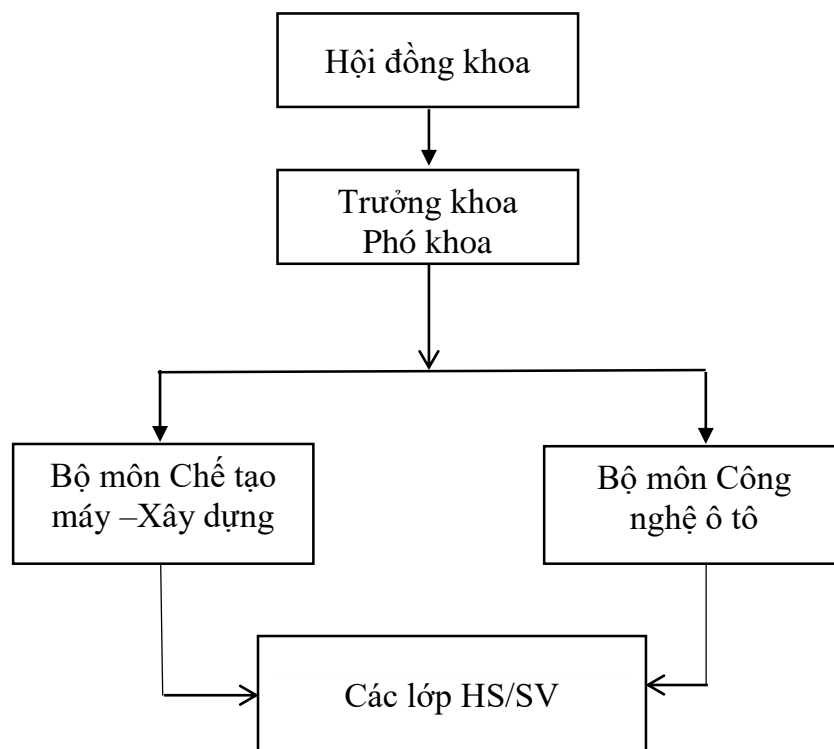 Hội đồng khoa
Trưởng khoa
Phó khoa
Bộ môn Chế tạo
máy –Xây dựng
Bộ môn Công
nghệ ô tô
Các lớp HS/SV